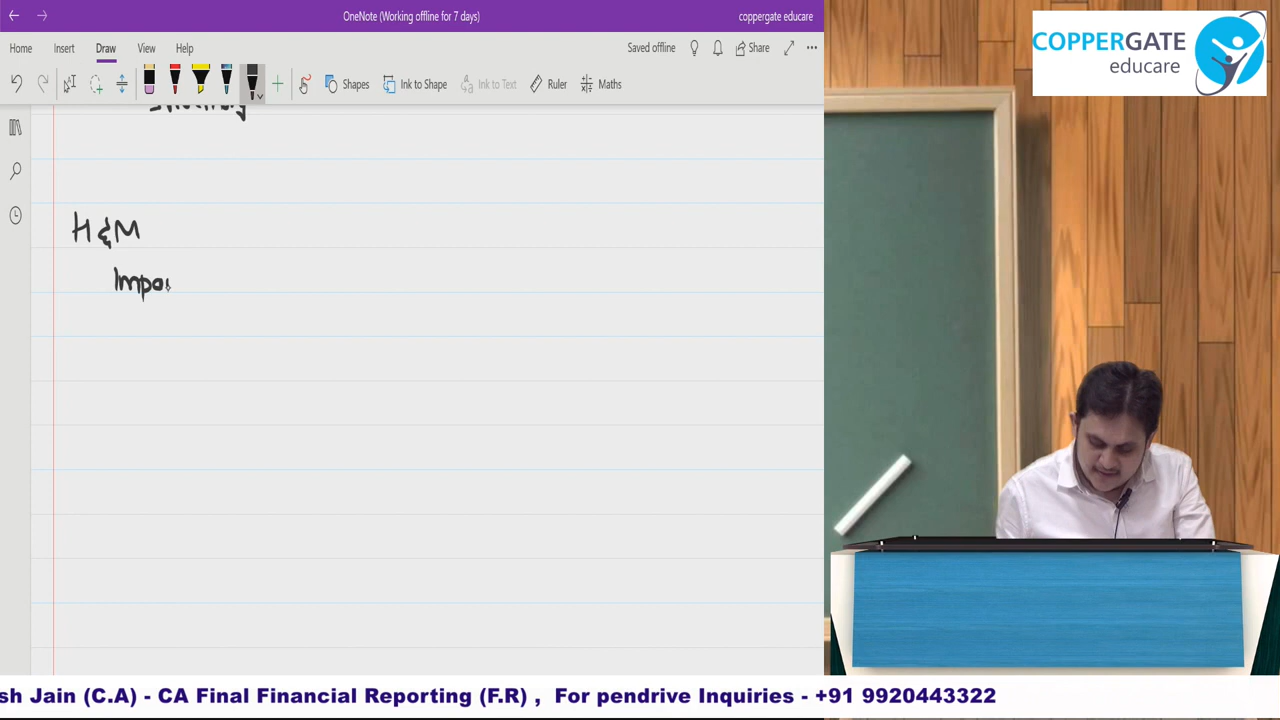 OneNote (Working offline for 7 days)
coppergate educare
Home Insert Draw View Help
Saved offline
Share
Shapes
Ink to Shape
Ink to Text
Ruler
Maths
COPPERGATE
educare
H & M
Impo
sh Jain (C.A) - CA Final Financial Reporting (F.R) , For pendrive Inquiries - +91 9920443322